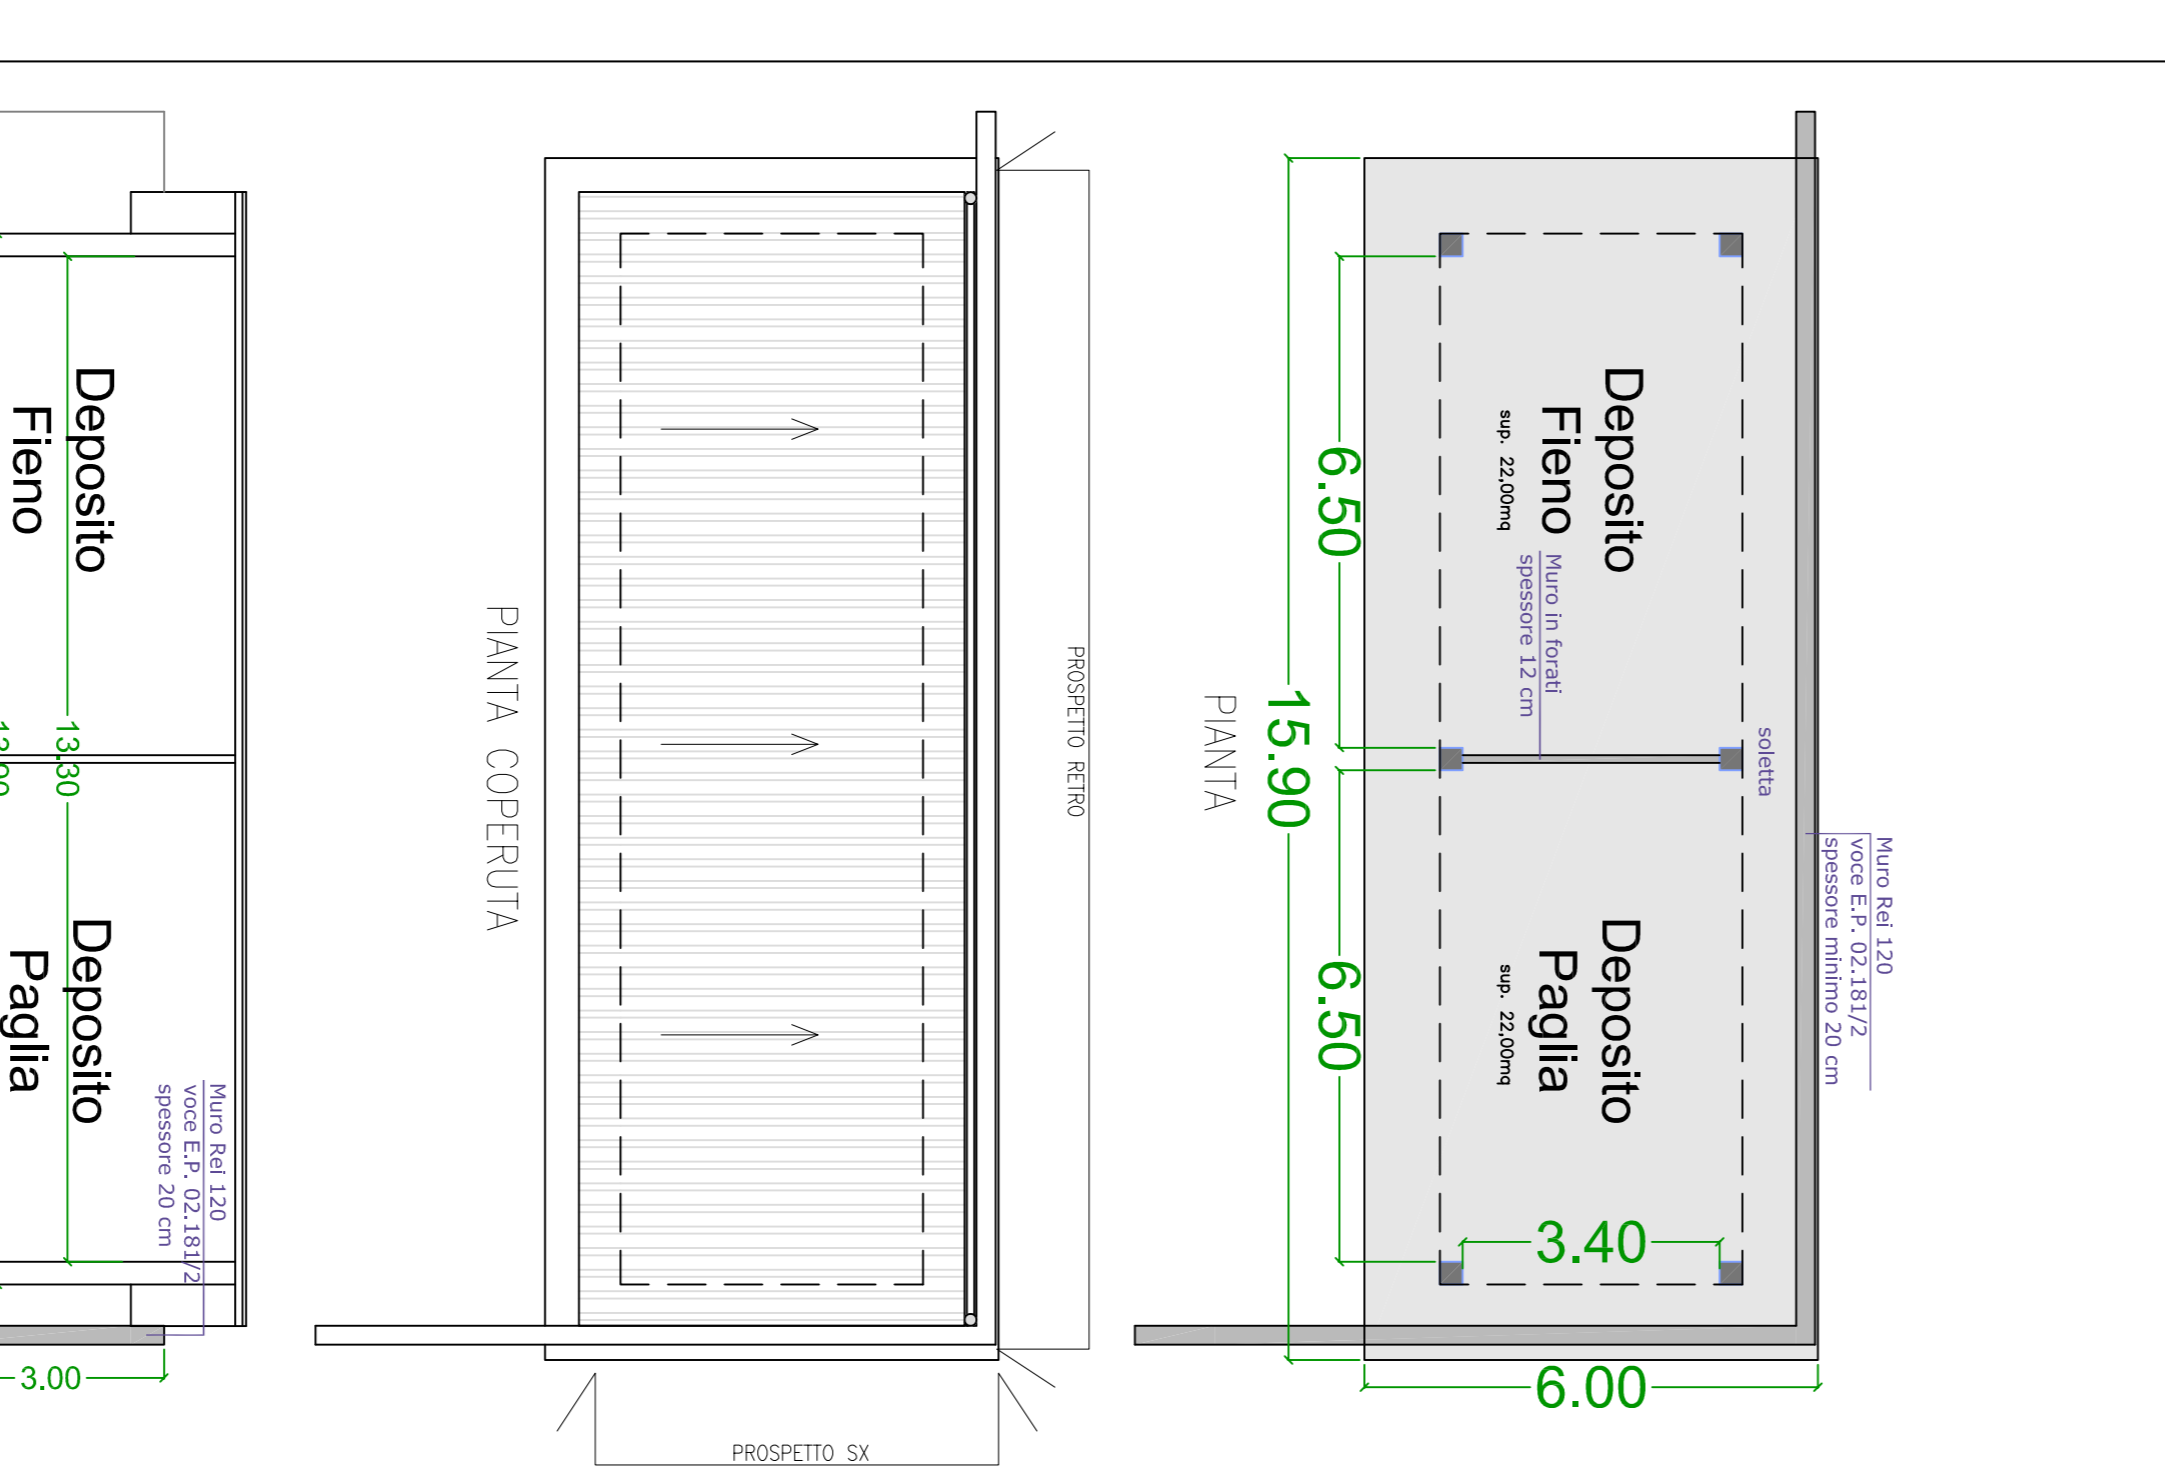 Deposito
Fieno
13.30
Deposito
Paglia
Muro Rei 120
voce E.P. 02.181/2
spessore 20 cm
3.00
PIANTA COPERUTA
PROSPETTO RETRO
PROSPETTO SX
PIANTA
15.90
6.50
6.50
Deposito
Fieno
sup. 22,00mq
Muro in forati
spessore 12 cm
soletta
Deposito
Paglia
sup. 22,00mq
Muro Rei 120
voce E.P. 02.181/2
spessore minimo 20 cm
3.40
6.00